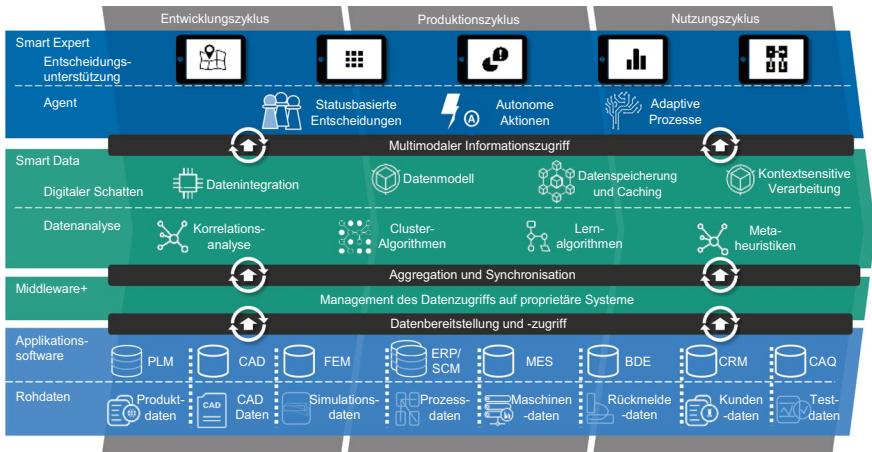 Entwicklungszyklus
Produktionszyklus
Nutzungszyklus
Smart Expert
Entscheidungs-
unterstützung
Agent
Statusbasierte
Entscheidungen
A
Autonome
Aktionen
Adaptive
Prozesse
Multimodaler Informationszugriff
Smart Data
Digitaler Schatten
Datenintegration
Datenmodell
Datenspeicherung
und Caching
Kontextsensitive
Verarbeitung
Datenanalyse
Korrelations-
analyse
Cluster-
Algorithmen
Lern-
algorithmen
Meta-
heuristiken
Aggregation und Synchronisation
Middleware+
Management des Datenzugriffs auf proprietäre Systeme
Datenbereitstellung und -zugriff
Applikations-
software
PLM
CAD
FEM
ERP/
SCM
MES
BDE
CRM
CAQ
Rohdaten
Produkt-
daten
CAD
CAD
Daten
Simulations-
daten
Prozess-
daten
Maschinen
-daten
Rückmelde
-daten
Kunden
-daten
Test-
daten